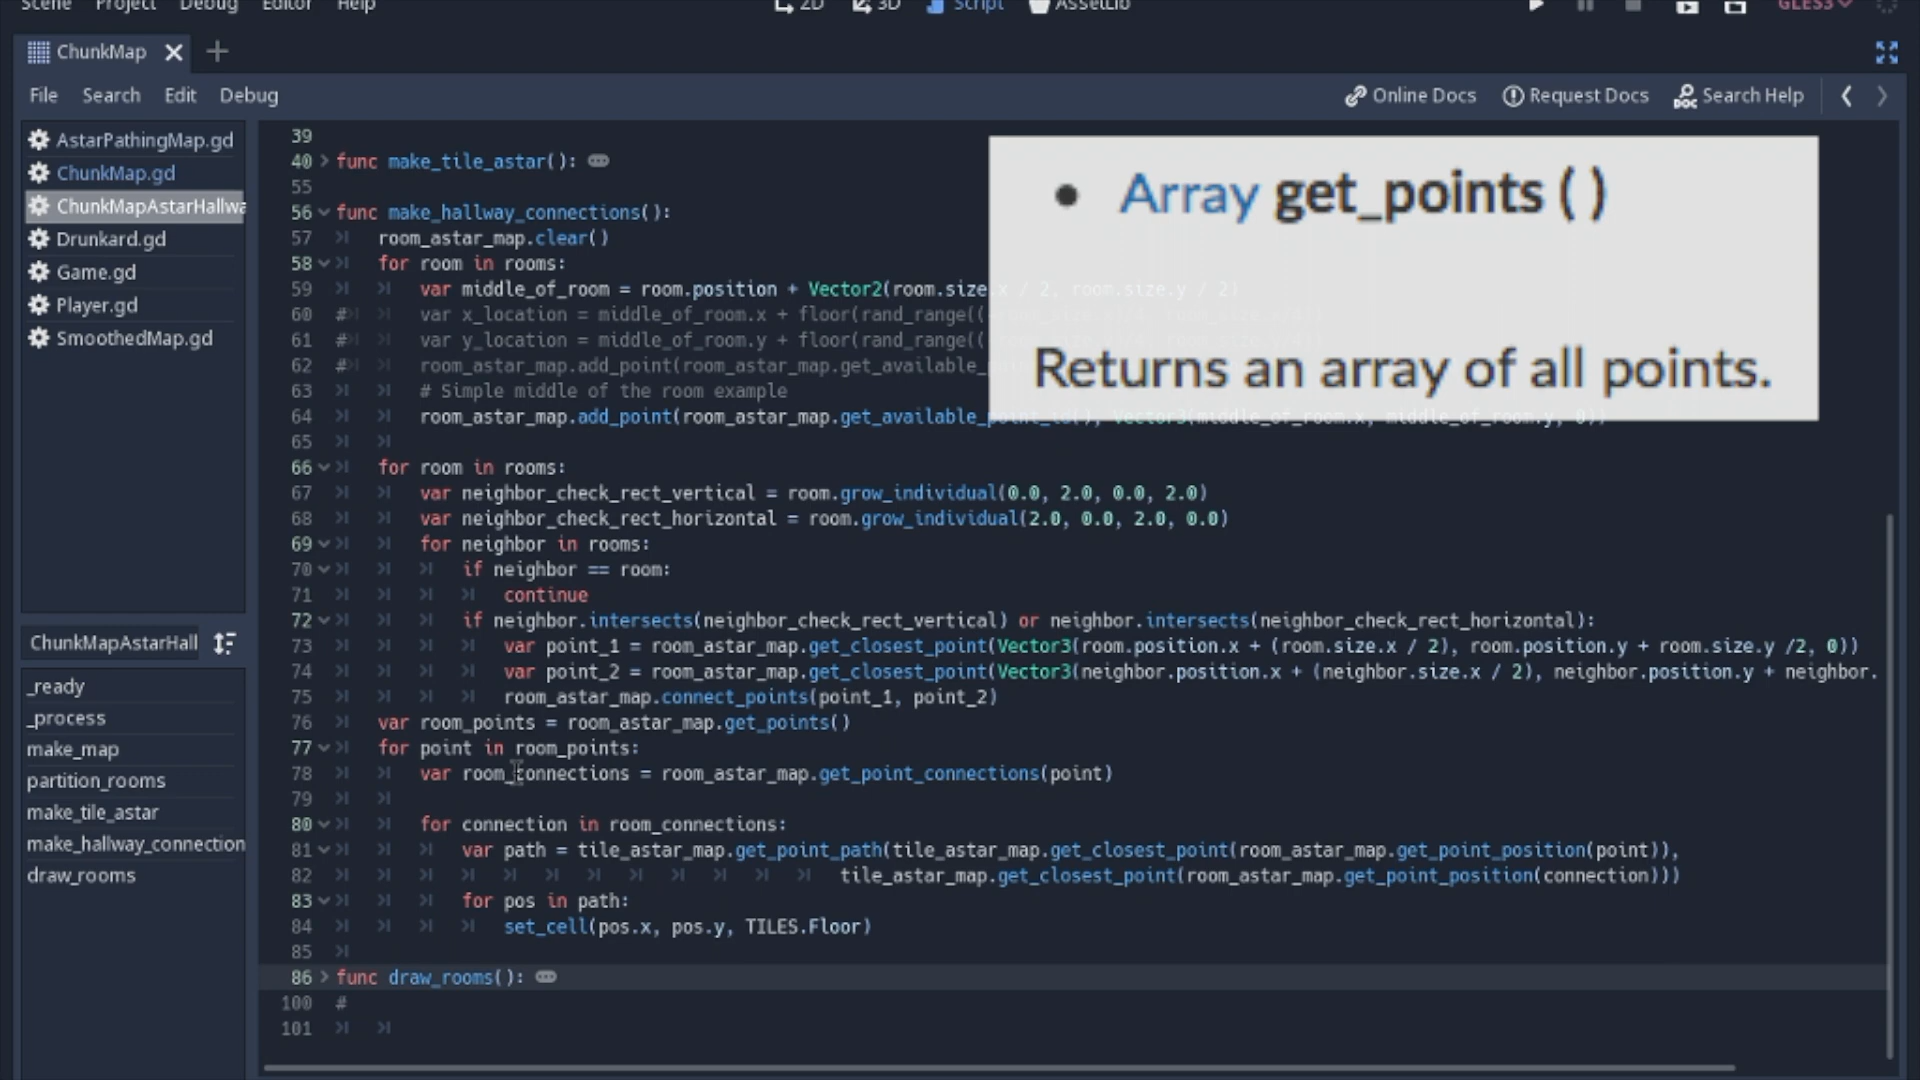 Scene Project Debug Editor Help 2D 3D Script AssetLib GLES3
ChunkMap
File Search Edit Debug Online Docs Request Docs Search Help
AstarPathingMap.gd
ChunkMap.gd
ChunkMapAstarHallwa
Drunkard.gd
Game.gd
Player.gd
SmoothedMap.gd
ChunkMapAstarHall
_ready
_process
make_map
partition_rooms
make_tile_astar
make_hallway_connection
draw_rooms
39
40 func make_tile_astar():
55
56 func make_hallway_connections():
57 room_astar_map.clear()
58 for room in rooms:
59 var middle_of_room = room.position + Vector2(room.size.x / 2, room.size.y / 2)
60 # var x_location = middle_of_room.x + floor(rand_range((
61 # var y_location = middle_of_room.y + floor(rand_range((
62 # room_astar_map.add_point(room_astar_map.get_available_
63 # Simple middle of the room example
64 room_astar_map.add_point(room_astar_map.get_available_point_id(), Vector3(middle_of_room.x, middle_of_room.y, 0))
65
66 for room in rooms:
67 var neighbor_check_rect_vertical = room.grow_individual(0.0, 2.0, 0.0, 2.0)
68 var neighbor_check_rect_horizontal = room.grow_individual(2.0, 0.0, 2.0, 0.0)
69 for neighbor in rooms:
70 if neighbor == room:
71 continue
72 if neighbor.intersects(neighbor_check_rect_vertical) or neighbor.intersects(neighbor_check_rect_horizontal):
73 var point_1 = room_astar_map.get_closest_point(Vector3(room.position.x + (room.size.x / 2), room.position.y + room.size.y /2, 0))
74 var point_2 = room_astar_map.get_closest_point(Vector3(neighbor.position.x + (neighbor.size.x / 2), neighbor.position.y + neighbor.
75 room_astar_map.connect_points(point_1, point_2)
76 var room_points = room_astar_map.get_points()
77 for point in room_points:
78 var room_connections = room_astar_map.get_point_connections(point)
79
80 for connection in room_connections:
81 var path = tile_astar_map.get_point_path(tile_astar_map.get_closest_point(room_astar_map.get_point_position(point)),
82 tile_astar_map.get_closest_point(room_astar_map.get_point_position(connection)))
83 for pos in path:
84 set_cell(pos.x, pos.y, TILES.Floor)
85
86 func draw_rooms():
100 #
101
• Array get_points ( )
Returns an array of all points.